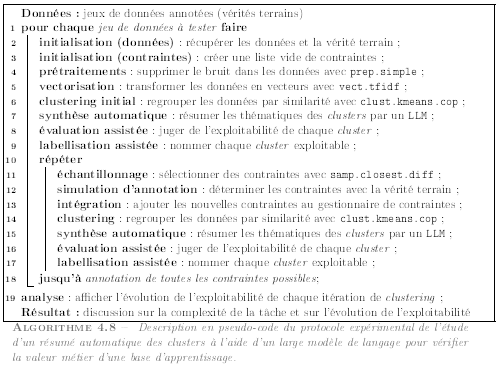 Données : jeux de données annotées (vérités terrains)
1 pour chaque jeu de données à tester faire
2 initialisation (données) : récupérer les données et la vérité terrain ;
3 initialisation (contraintes) : créer une liste vide de contraintes ;
4 prétraitements : supprimer le bruit dans les données avec prep.simple ;
5 vectorisation : transformer les données en vecteurs avec vect.tfidf ;
6 clustering initial : regrouper les données par similarité avec clust.kmeans.cop ;
7 synthèse automatique : résumer les thématiques des clusters par un LLM ;
8 évaluation assistée : juger de l'exploitabilité de chaque cluster ;
9 labellisation assistée : nommer chaque cluster exploitable ;
10 répéter
11 échantillonnage : sélectionner des contraintes avec samp.closest.diff ;
12 simulation d'annotation : déterminer les contraintes avec la vérité terrain ;
13 intégration : ajouter les nouvelles contraintes au gestionnaire de contraintes ;
14 clustering : regrouper les données par similarité avec clust.kmeans.cop ;
15 synthèse automatique : résumer les thématiques des clusters par un LLM ;
16 évaluation assistée : juger de l'exploitabilité de chaque cluster ;
17 labellisation assistée : nommer chaque cluster exploitable ;
18 jusqu'à annotation de toutes les contraintes possibles;
19 analyse : afficher l'évolution de l'exploitabilité de chaque itération de clustering ;
Résultat : discussion sur la complexité de la tâche et sur l'évolution de l'exploitabilité
ALGORITHME 4.8 – Description en pseudo-code du protocole expérimental de l'étude
d'un résumé automatique des clusters à l'aide d'un large modèle de langage pour vérifier
la valeur métier d'une base d'apprentissage.